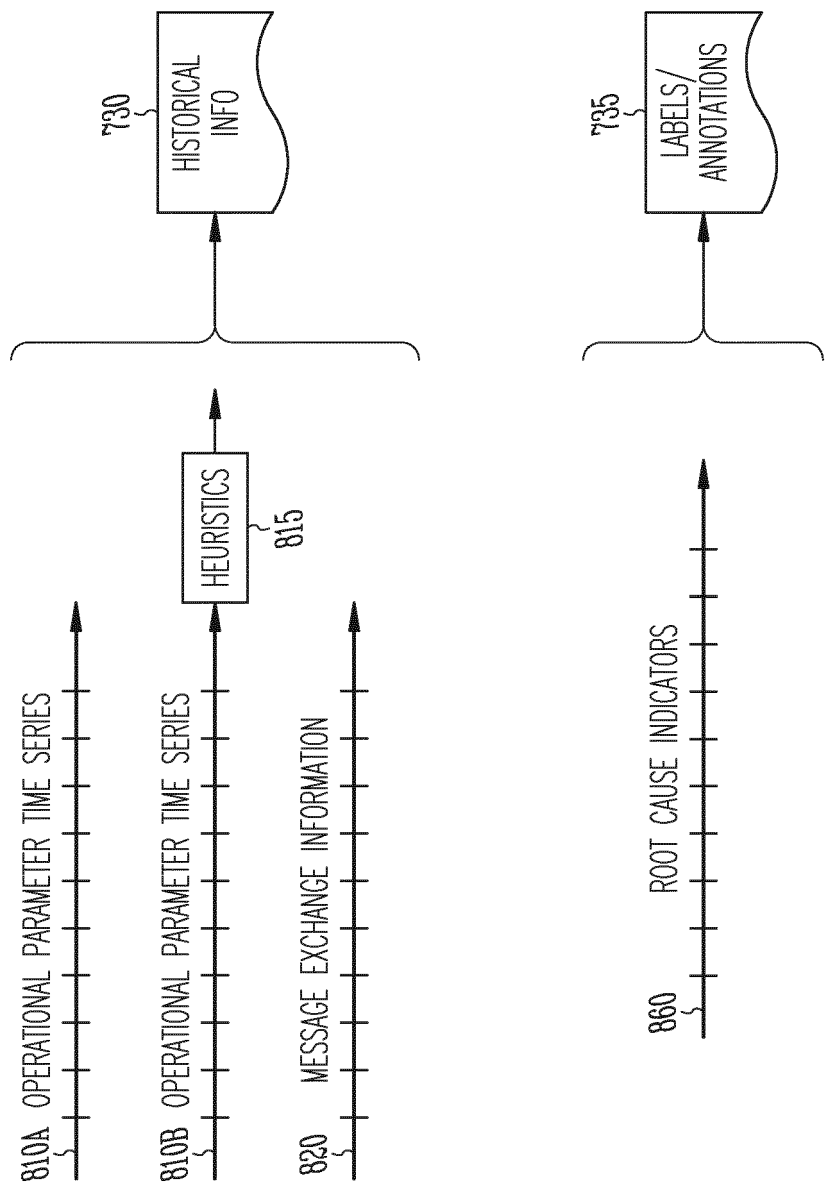 810A OPERATIONAL PARAMETER TIME SERIES
810B OPERATIONAL PARAMETER TIME SERIES
HEURISTICS
815
820 MESSAGE EXCHANGE INFORMATION
730
HISTORICAL
INFO
860 ROOT CAUSE INDICATORS
735
LABELS/
ANNOTATIONS